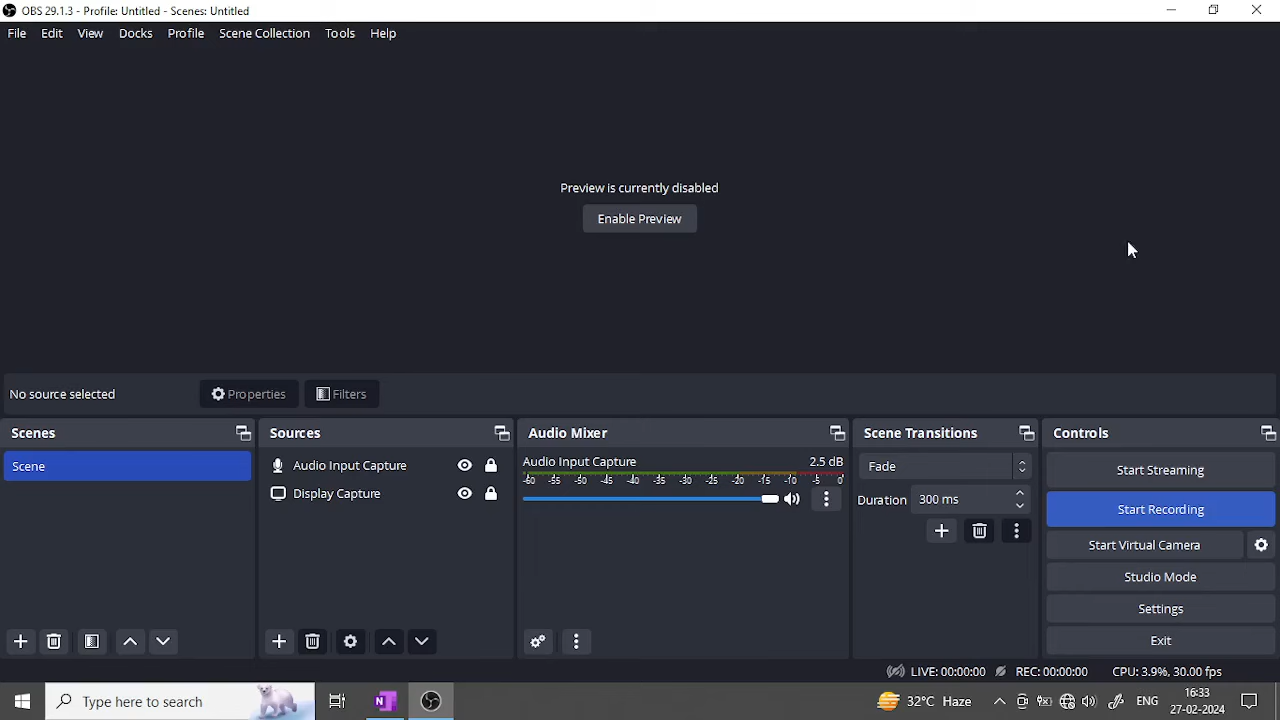 OBS 29.1.3 - Profile: Untitled - Scenes: Untitled
File Edit View Docks Profile Scene Collection Tools Help
Preview is currently disabled
Enable Preview
No source selected Properties Filters
Scenes
Scene
Sources
Audio Input Capture
Display Capture
Audio Mixer
Audio Input Capture 2.5 dB
-60 -55 -50 -45 -40 -35 -30 -25 -20 -15 -10 -5 0
Scene Transitions
Fade
Duration 300 ms
Controls
Start Streaming
Start Recording
Start Virtual Camera
Studio Mode
Settings
Exit
LIVE: 00:00:00 REC: 00:00:00 CPU: 3.9%, 30.00 fps
Type here to search
N
32°C Haze
ENG
16:33
27-02-2024